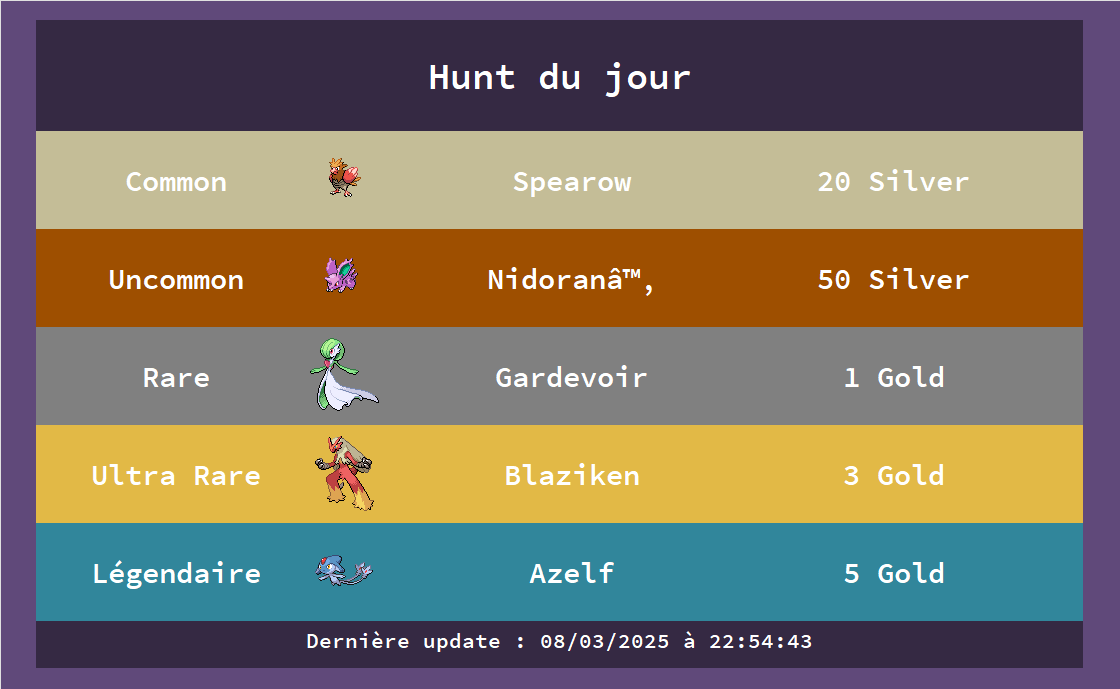 Hunt du jour
Common Spearow 20 Silver
Uncommon Nidoranâ™‚ 50 Silver
Rare Gardevoir 1 Gold
Ultra Rare Blaziken 3 Gold
Légendaire Azelf 5 Gold
Dernière update : 08/03/2025 à 22:54:43